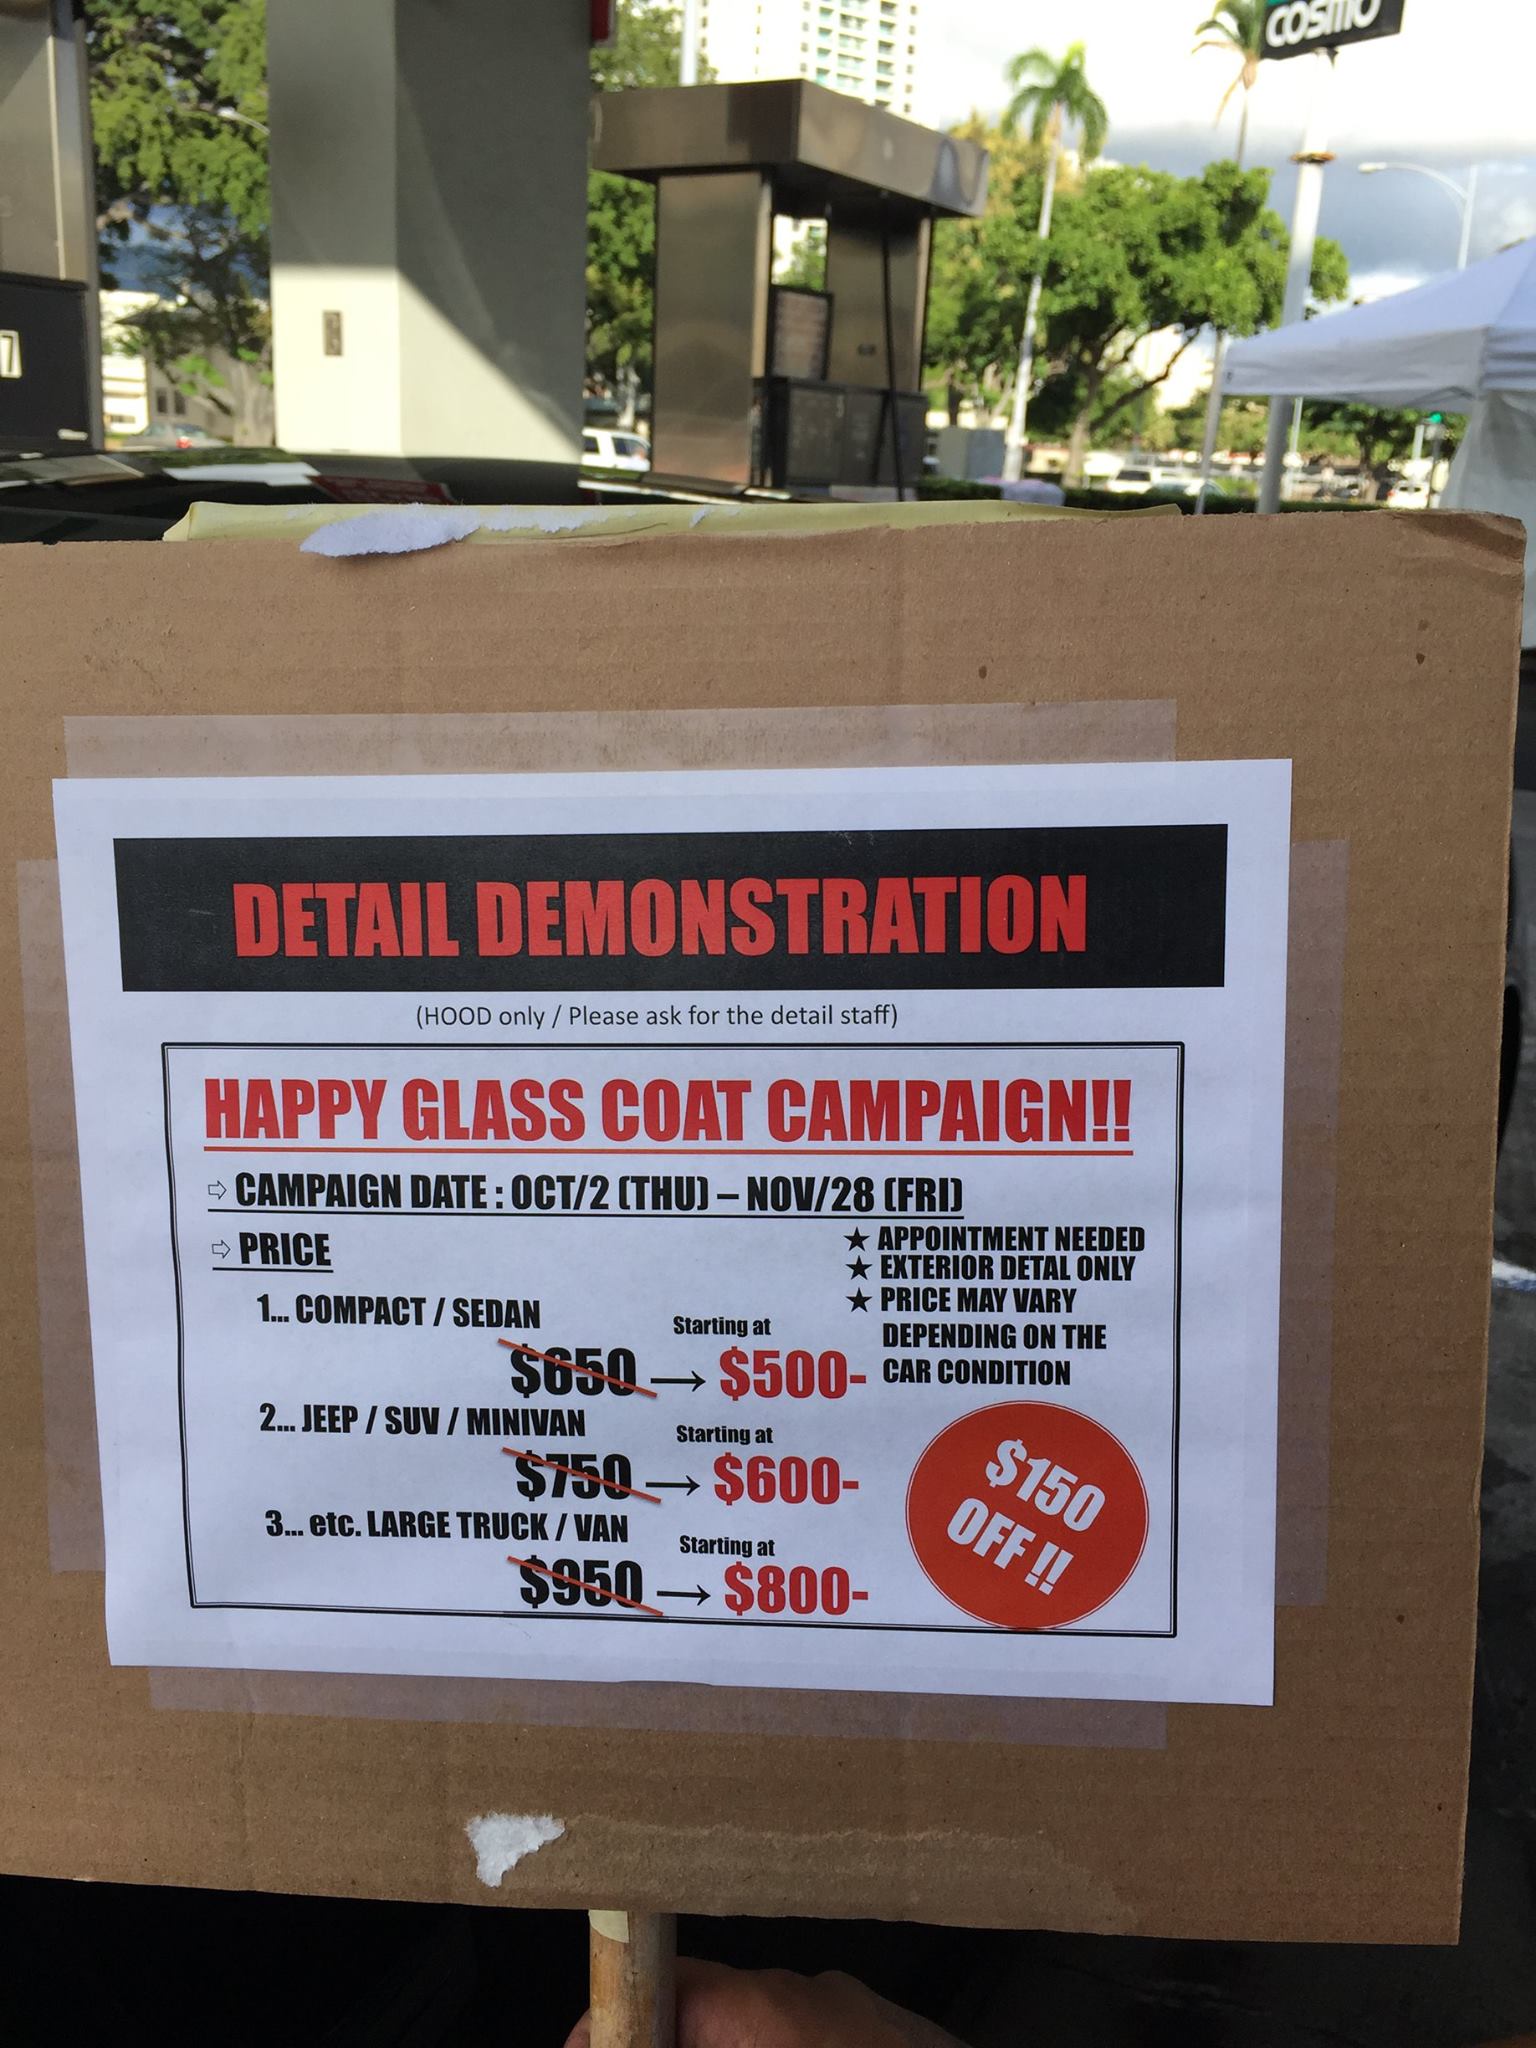 COSMO
7
DETAIL DEMONSTRATION
(HOOD only / Please ask for the detail staff)
HAPPY GLASS COAT CAMPAIGN!!
⇨ CAMPAIGN DATE : OCT/2 (THU) – NOV/28 (FRI)
⇨ PRICE
★ APPOINTMENT NEEDED
★ EXTERIOR DETAL ONLY
★ PRICE MAY VARY
DEPENDING ON THE
CAR CONDITION
1... COMPACT / SEDAN
Starting at
$650 → $500-
2... JEEP / SUV / MINIVAN
Starting at
$750 → $600-
3... etc. LARGE TRUCK / VAN
Starting at
$950 → $800-
$150
OFF !!